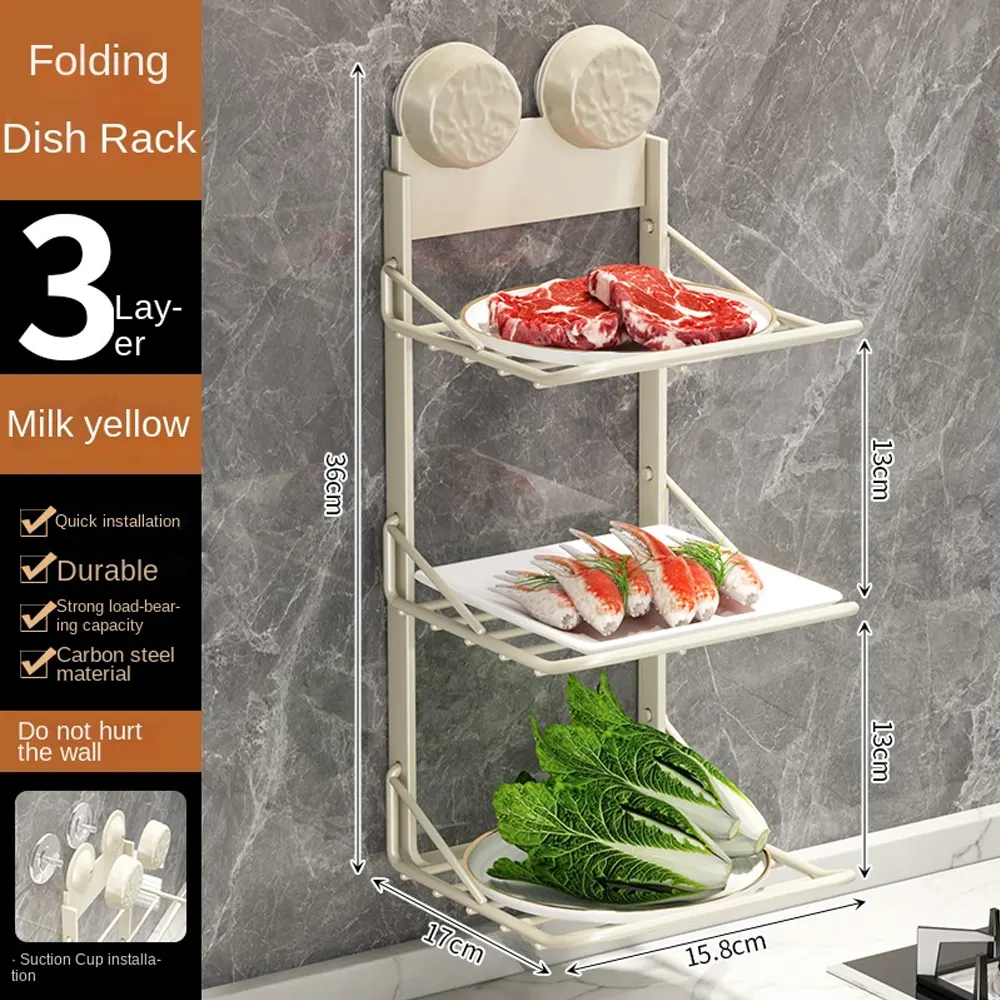 Folding
Dish Rack
3
Lay-
er
Milk yellow
Quick installation
Durable
Strong load-bear-
ing capacity
Carbon steel
material
Do not hurt
the wall
· Suction Cup installa-
tion
36cm
13cm
13cm
17cm
15.8cm